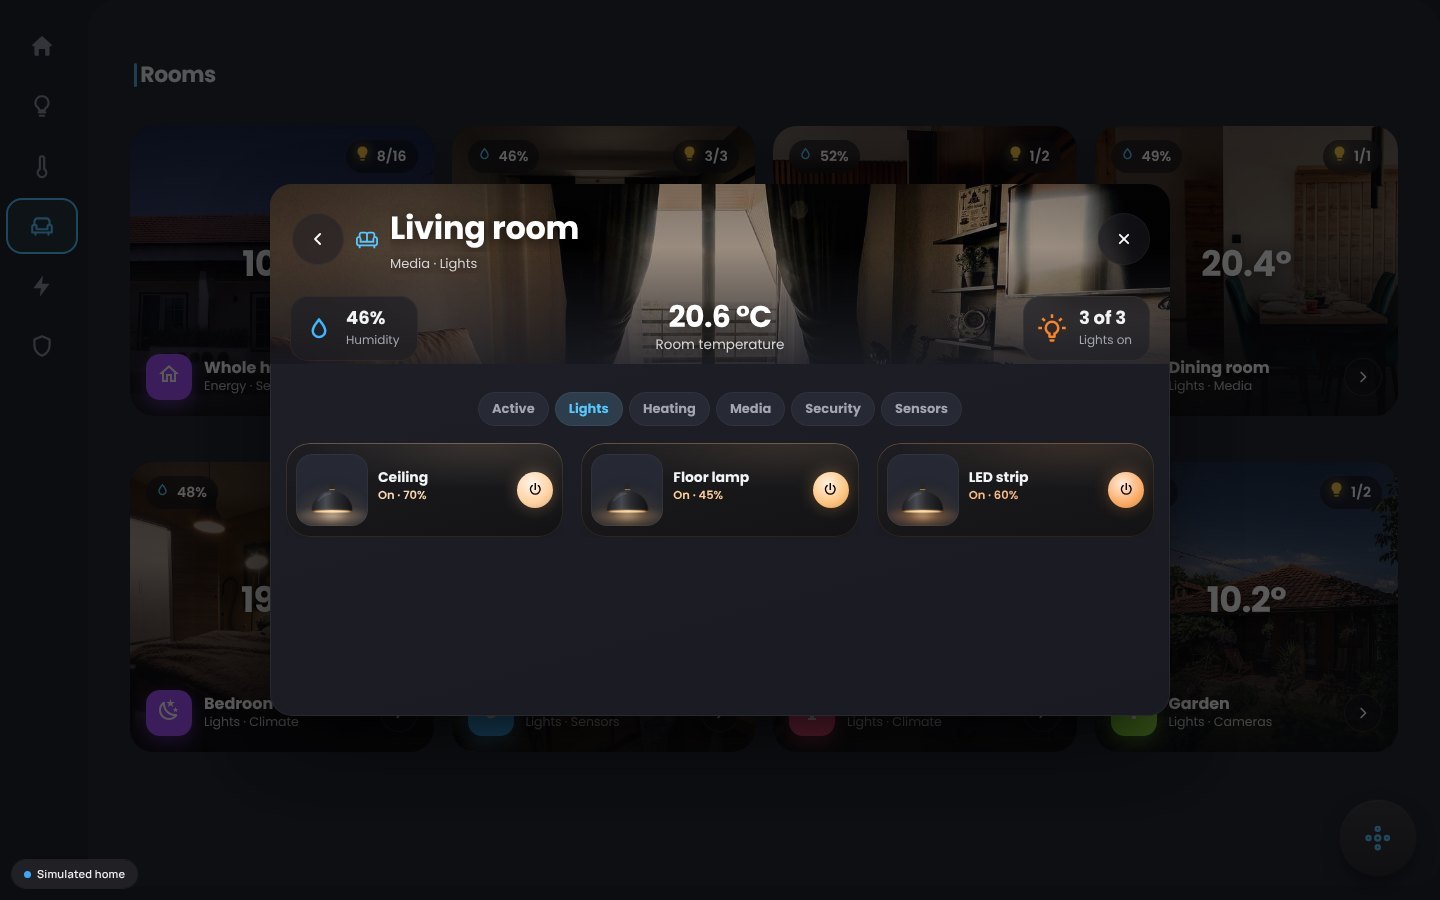 Rooms
8/16
46%
3/3
52%
1/2
49%
1/1
Living room
Media · Lights
46%
Humidity
20.6 °C
Room temperature
3 of 3
Lights on
20.4°
Whole h
Energy · Se
Dining room
Lights · Media
Active
Lights
Heating
Media
Security
Sensors
Ceiling
On · 70%
Floor lamp
On · 45%
LED strip
On · 60%
48%
1/2
10.2°
Bedroom
Lights · Climate
Lights · Sensors
Lights · Climate
Garden
Lights · Cameras
Simulated home